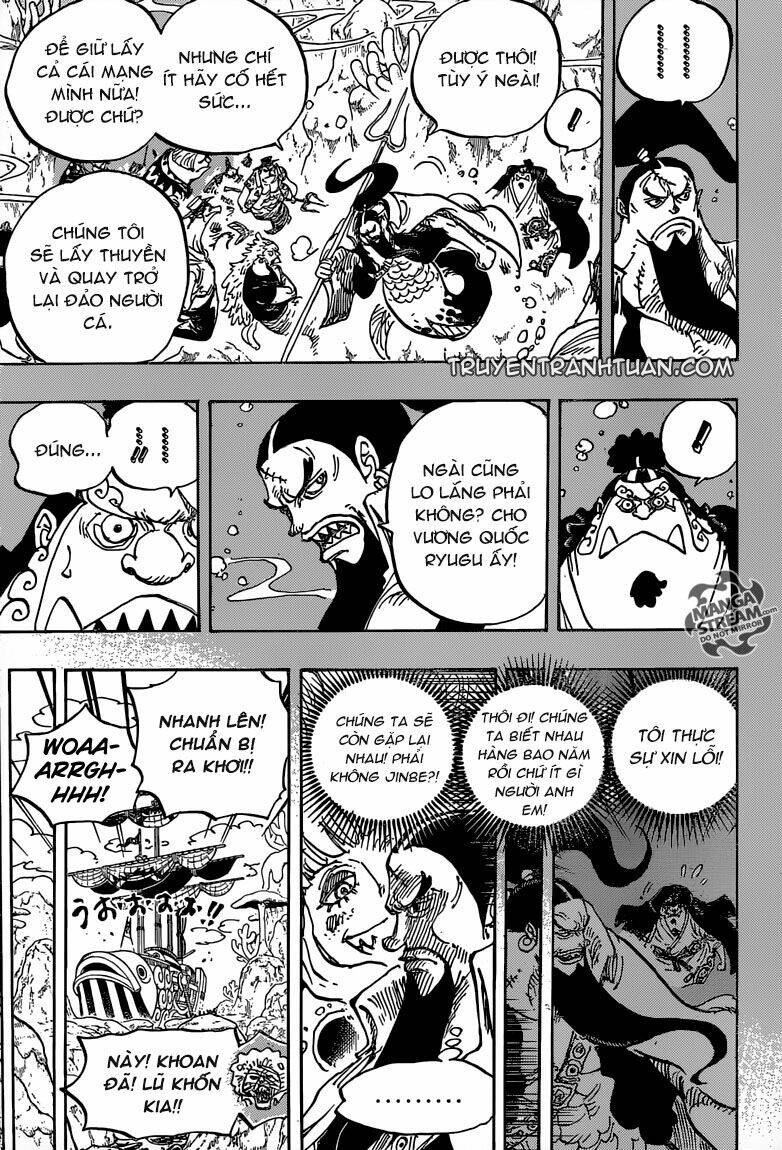 !!
ĐƯỢC THÔI!
TÙY Ý NGÀI!
NHƯNG CHÍ
ÍT HÃY CỐ HẾT
SỨC...
ĐỂ GIỮ LẤY
CẢ CÁI MẠNG
MÌNH NỮA!
ĐƯỢC CHÚ?
CHÚNG TÔI
SẼ LẤY THUYỀN
VÀ QUAY TRỞ
LẠI ĐẢO NGƯỜI
CÁ.
TRUYENTRANHTUAN.COM
!
NGÀI CŨNG
LO LẮNG PHẢI
KHÔNG? CHO
VƯƠNG QUỐC
RYUGU ẤY!
ĐÚNG...
MANGA
STREAM.COM
DO NOT MIRROR
TÔI THỰC
SỰ XIN LỖI!
THÔI ĐI! CHÚNG
TA BIẾT NHAU
HÀNG BAO NĂM
RỒI CHỨ ÍT GÌ
NGƯỜI ANH
EM!
CHÚNG TA SẼ
CÒN GẶP LẠI
NHAU! PHẢI
KHÔNG JINBE?!
.........
NHANH LÊN!
CHUẨN BỊ
RA KHƠI!!
WOAA-
ARRGH-
HHH!
うおおおお!!
NÀY! KHOAN
ĐÃ! LŨ KHỐN
KIA!!